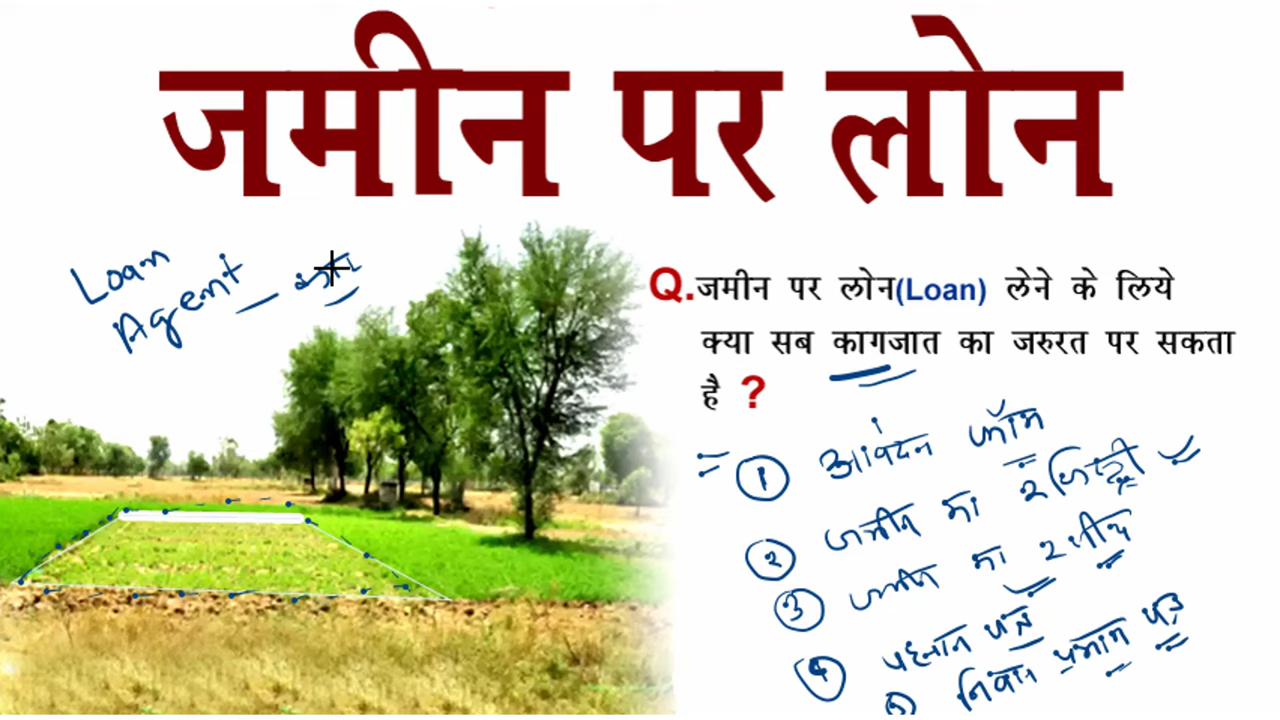 जमीन पर लोन
Loan
Agent
Q.जमीन पर लोन(Loan) लेने के लिये
क्या सब कागजात का जरुरत पर सकता
है ?
① आवेदन फॉम
② जमीन का रजिस्ट्री
③ जमीन का रसीद
④ पहचान पत्र
⑤ निवास प्रमाण पत्र